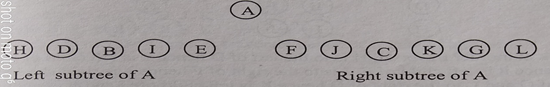 A
H D B I E F J C K G L
Left subtree of A Right subtree of A